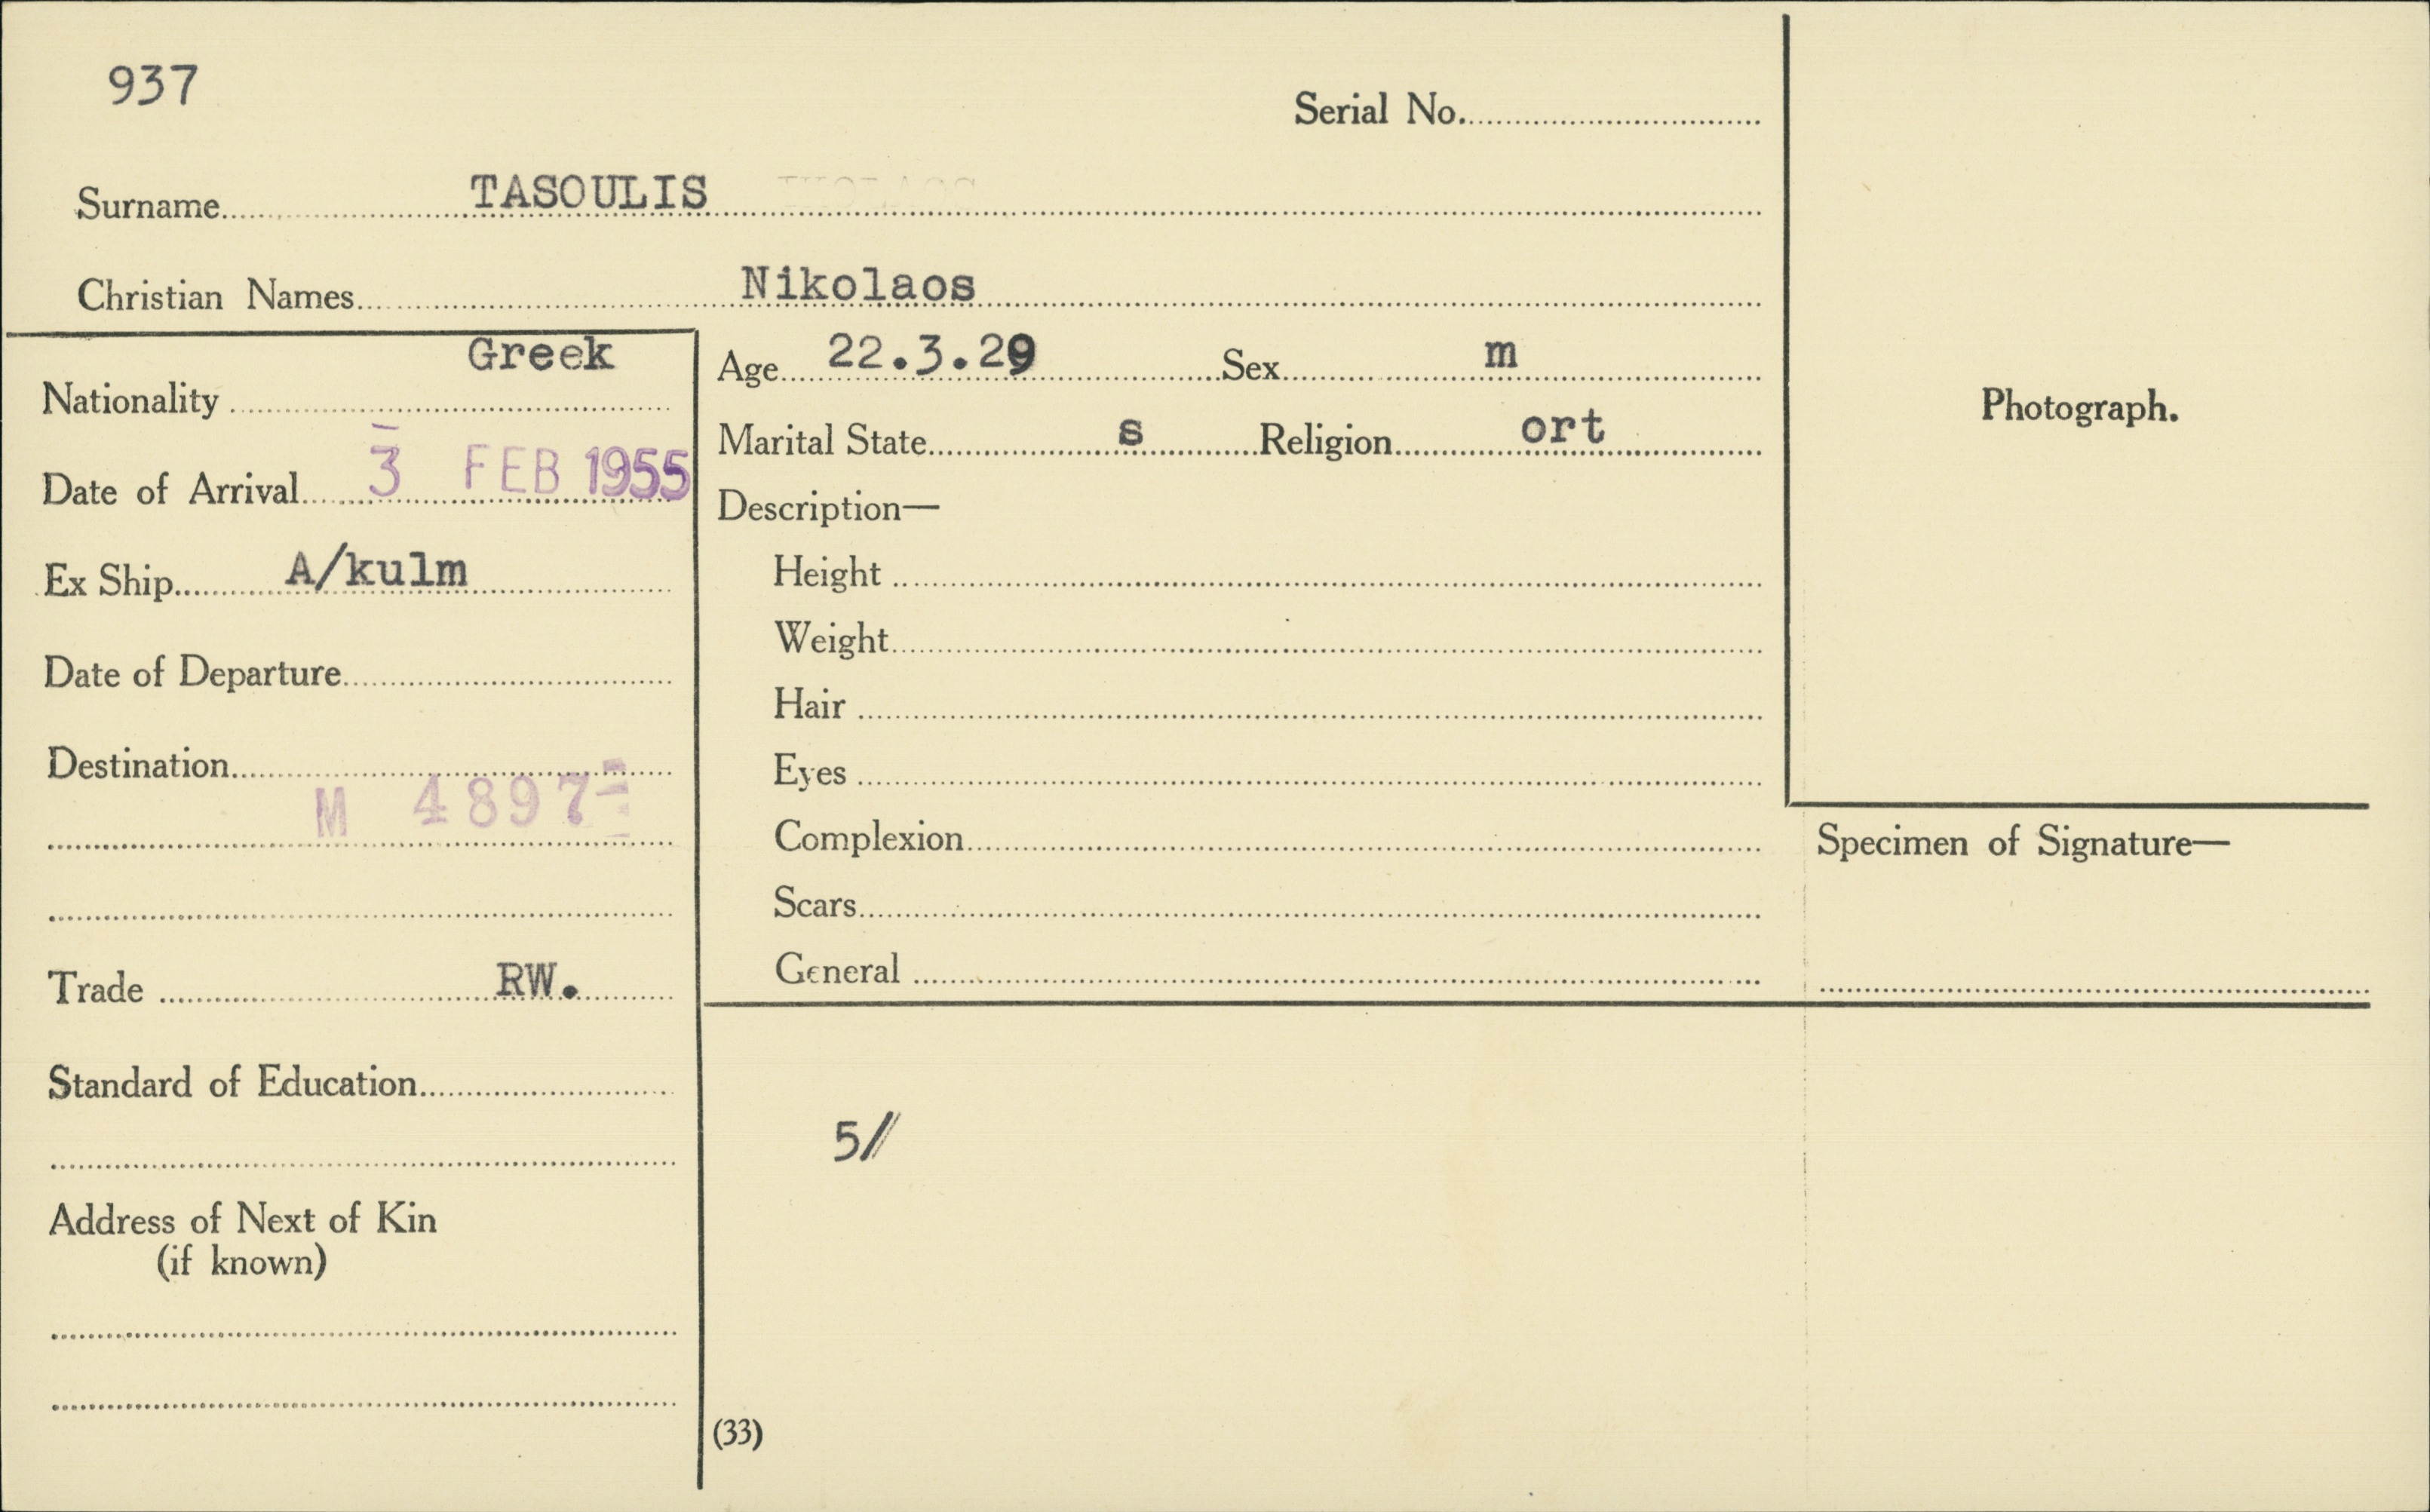 937
Serial No.
Surname TASOULIS
Christian Names Nikolaos
Nationality Greek
Date of Arrival 3 FEB 1955
Ex Ship A/kulm
Date of Departure
Destination
M 4897
Trade RW.
Standard of Education
Address of Next of Kin
(if known)
Age 22.3.29 Sex m
Marital State s Religion ort
Description—
Height
Weight
Hair
Eyes
Complexion
Scars
General
5//
(33)
Photograph.
Specimen of Signature—